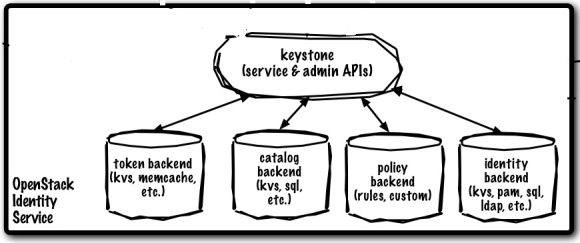 keystone
(service & admin APIs)
token backend
(kvs, memcache,
etc.)
catalog
backend
(kvs, sql,
etc.)
policy
backend
(rules, custom)
identity
backend
(kvs, pam, sql,
ldap, etc.)
OpenStack
Identity
Service